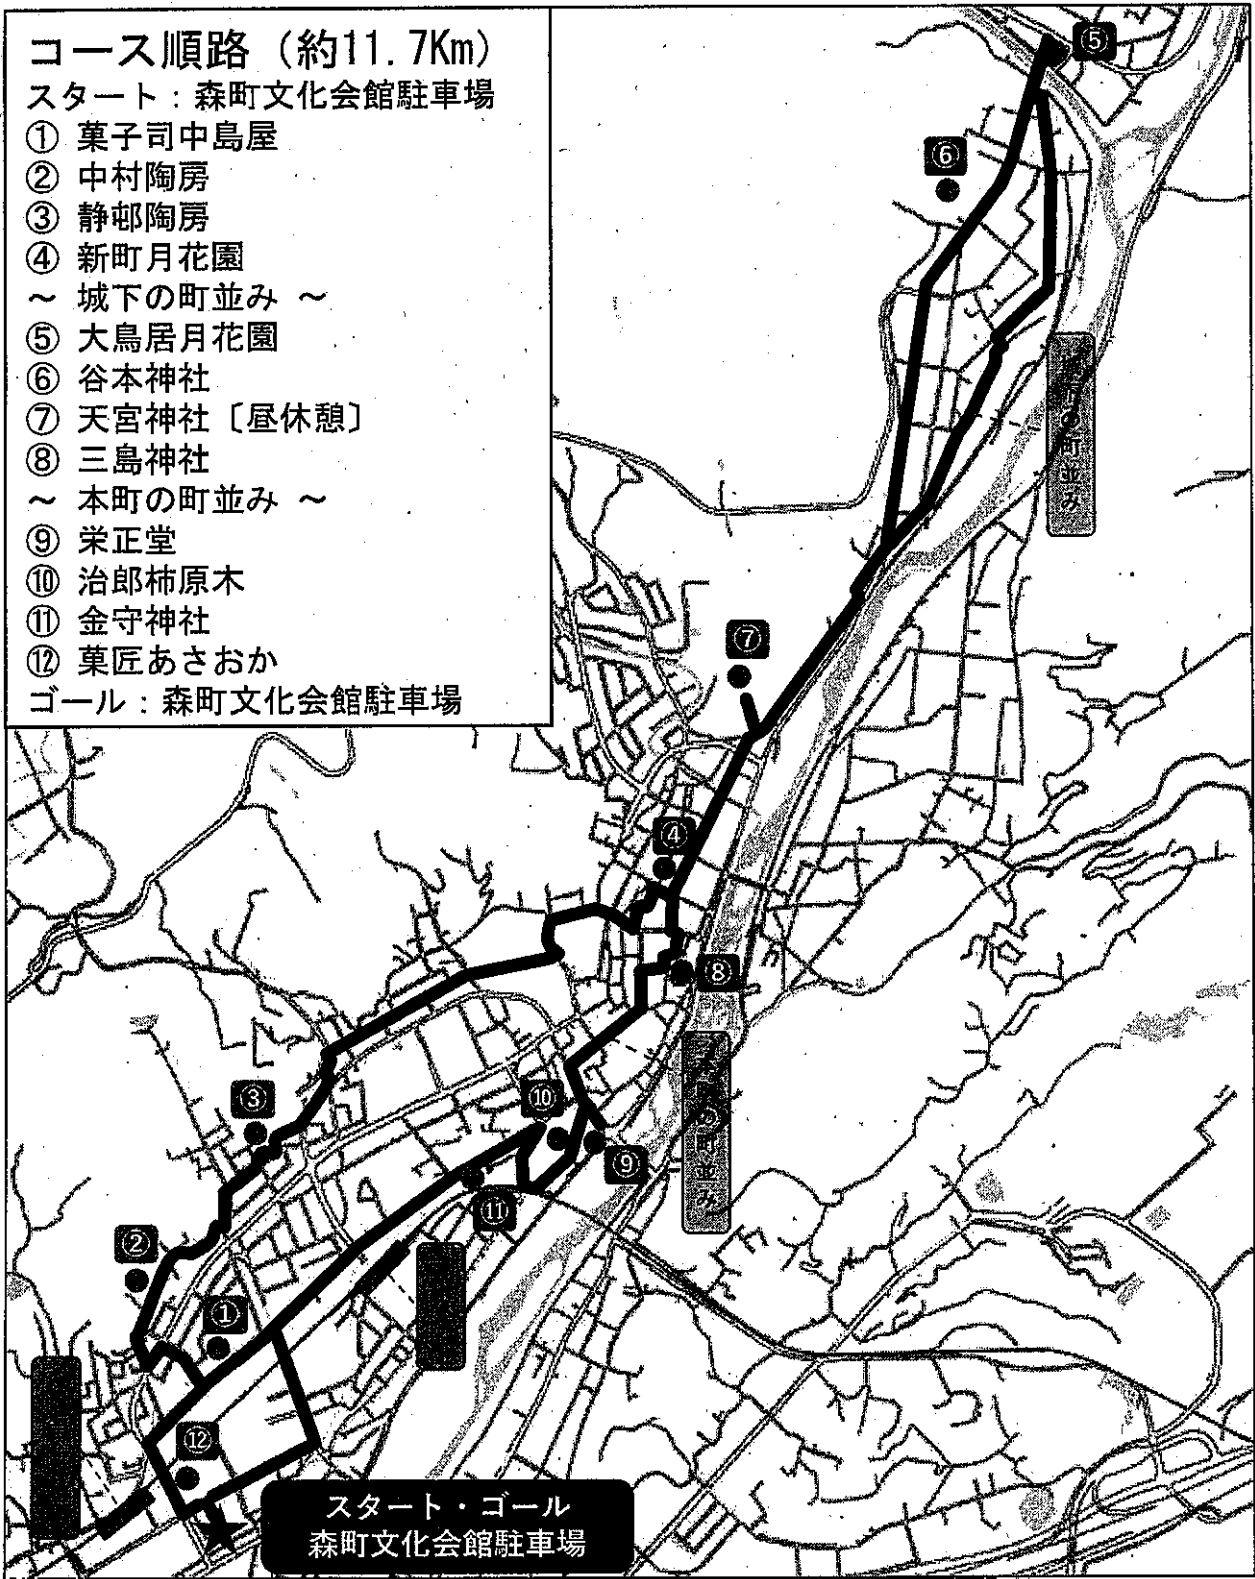 コース順路（約11.7Km）
スタート：森町文化会館駐車場
① 菓子司中島屋
② 中村陶房
③ 静邨陶房
④ 新町月花園
～ 城下の町並み ～
⑤ 大鳥居月花園
⑥ 谷本神社
⑦ 天宮神社〔昼休憩〕
⑧ 三島神社
～ 本町の町並み ～
⑨ 栄正堂
⑩ 治郎柿原木
⑪ 金守神社
⑫ 菓匠あさおか
ゴール：森町文化会館駐車場
⑤
⑥
の町並み
⑦
④
⑧
の町並み
③
⑩
⑨
⑪
②
①
⑫
スタート・ゴール
森町文化会館駐車場